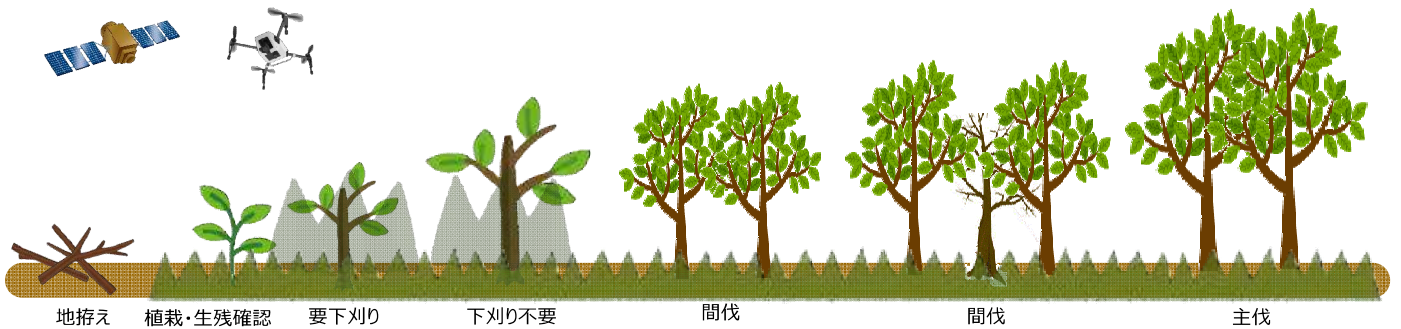 地拵え
植栽・生残確認
要下刈り
下刈り不要
間伐
間伐
主伐